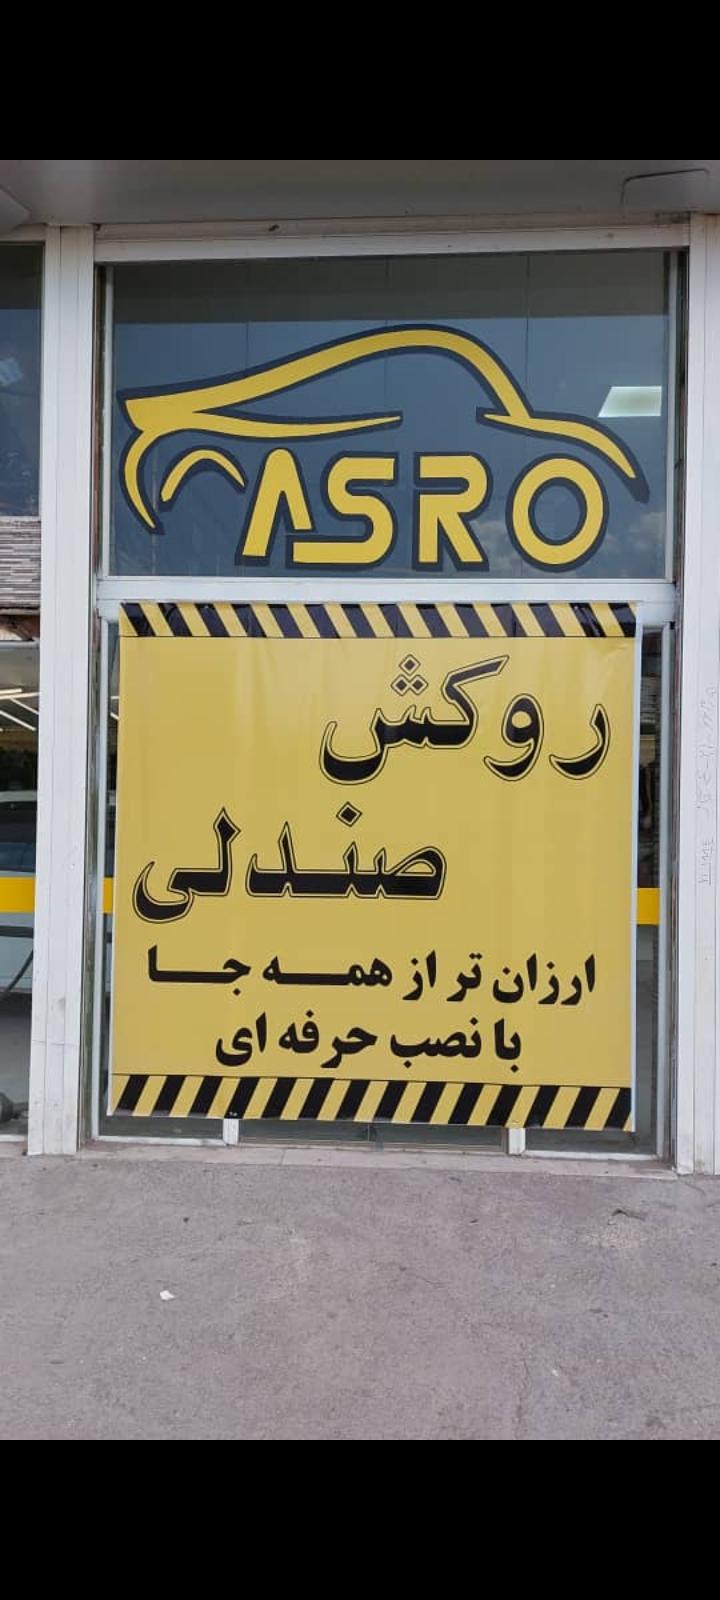 ASRO
روکش
صندلی
ارزان تر از همه جا
با نصب حرفه ای